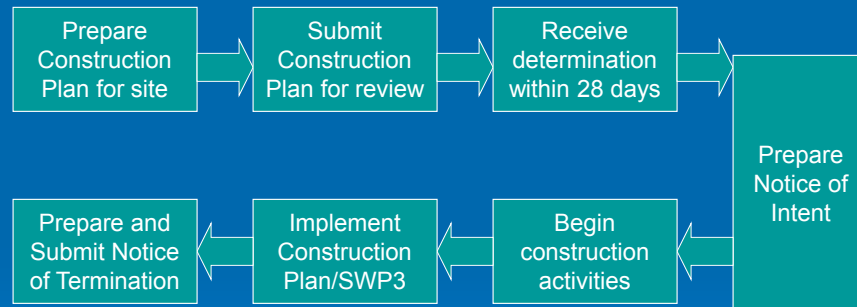 Prepare
Construction
Plan for site
Submit
Construction
Plan for review
Receive
determination
within 28 days
Prepare
Notice of
Intent
Begin
construction
activities
Implement
Construction
Plan/SWP3
Prepare and
Submit Notice
of Termination